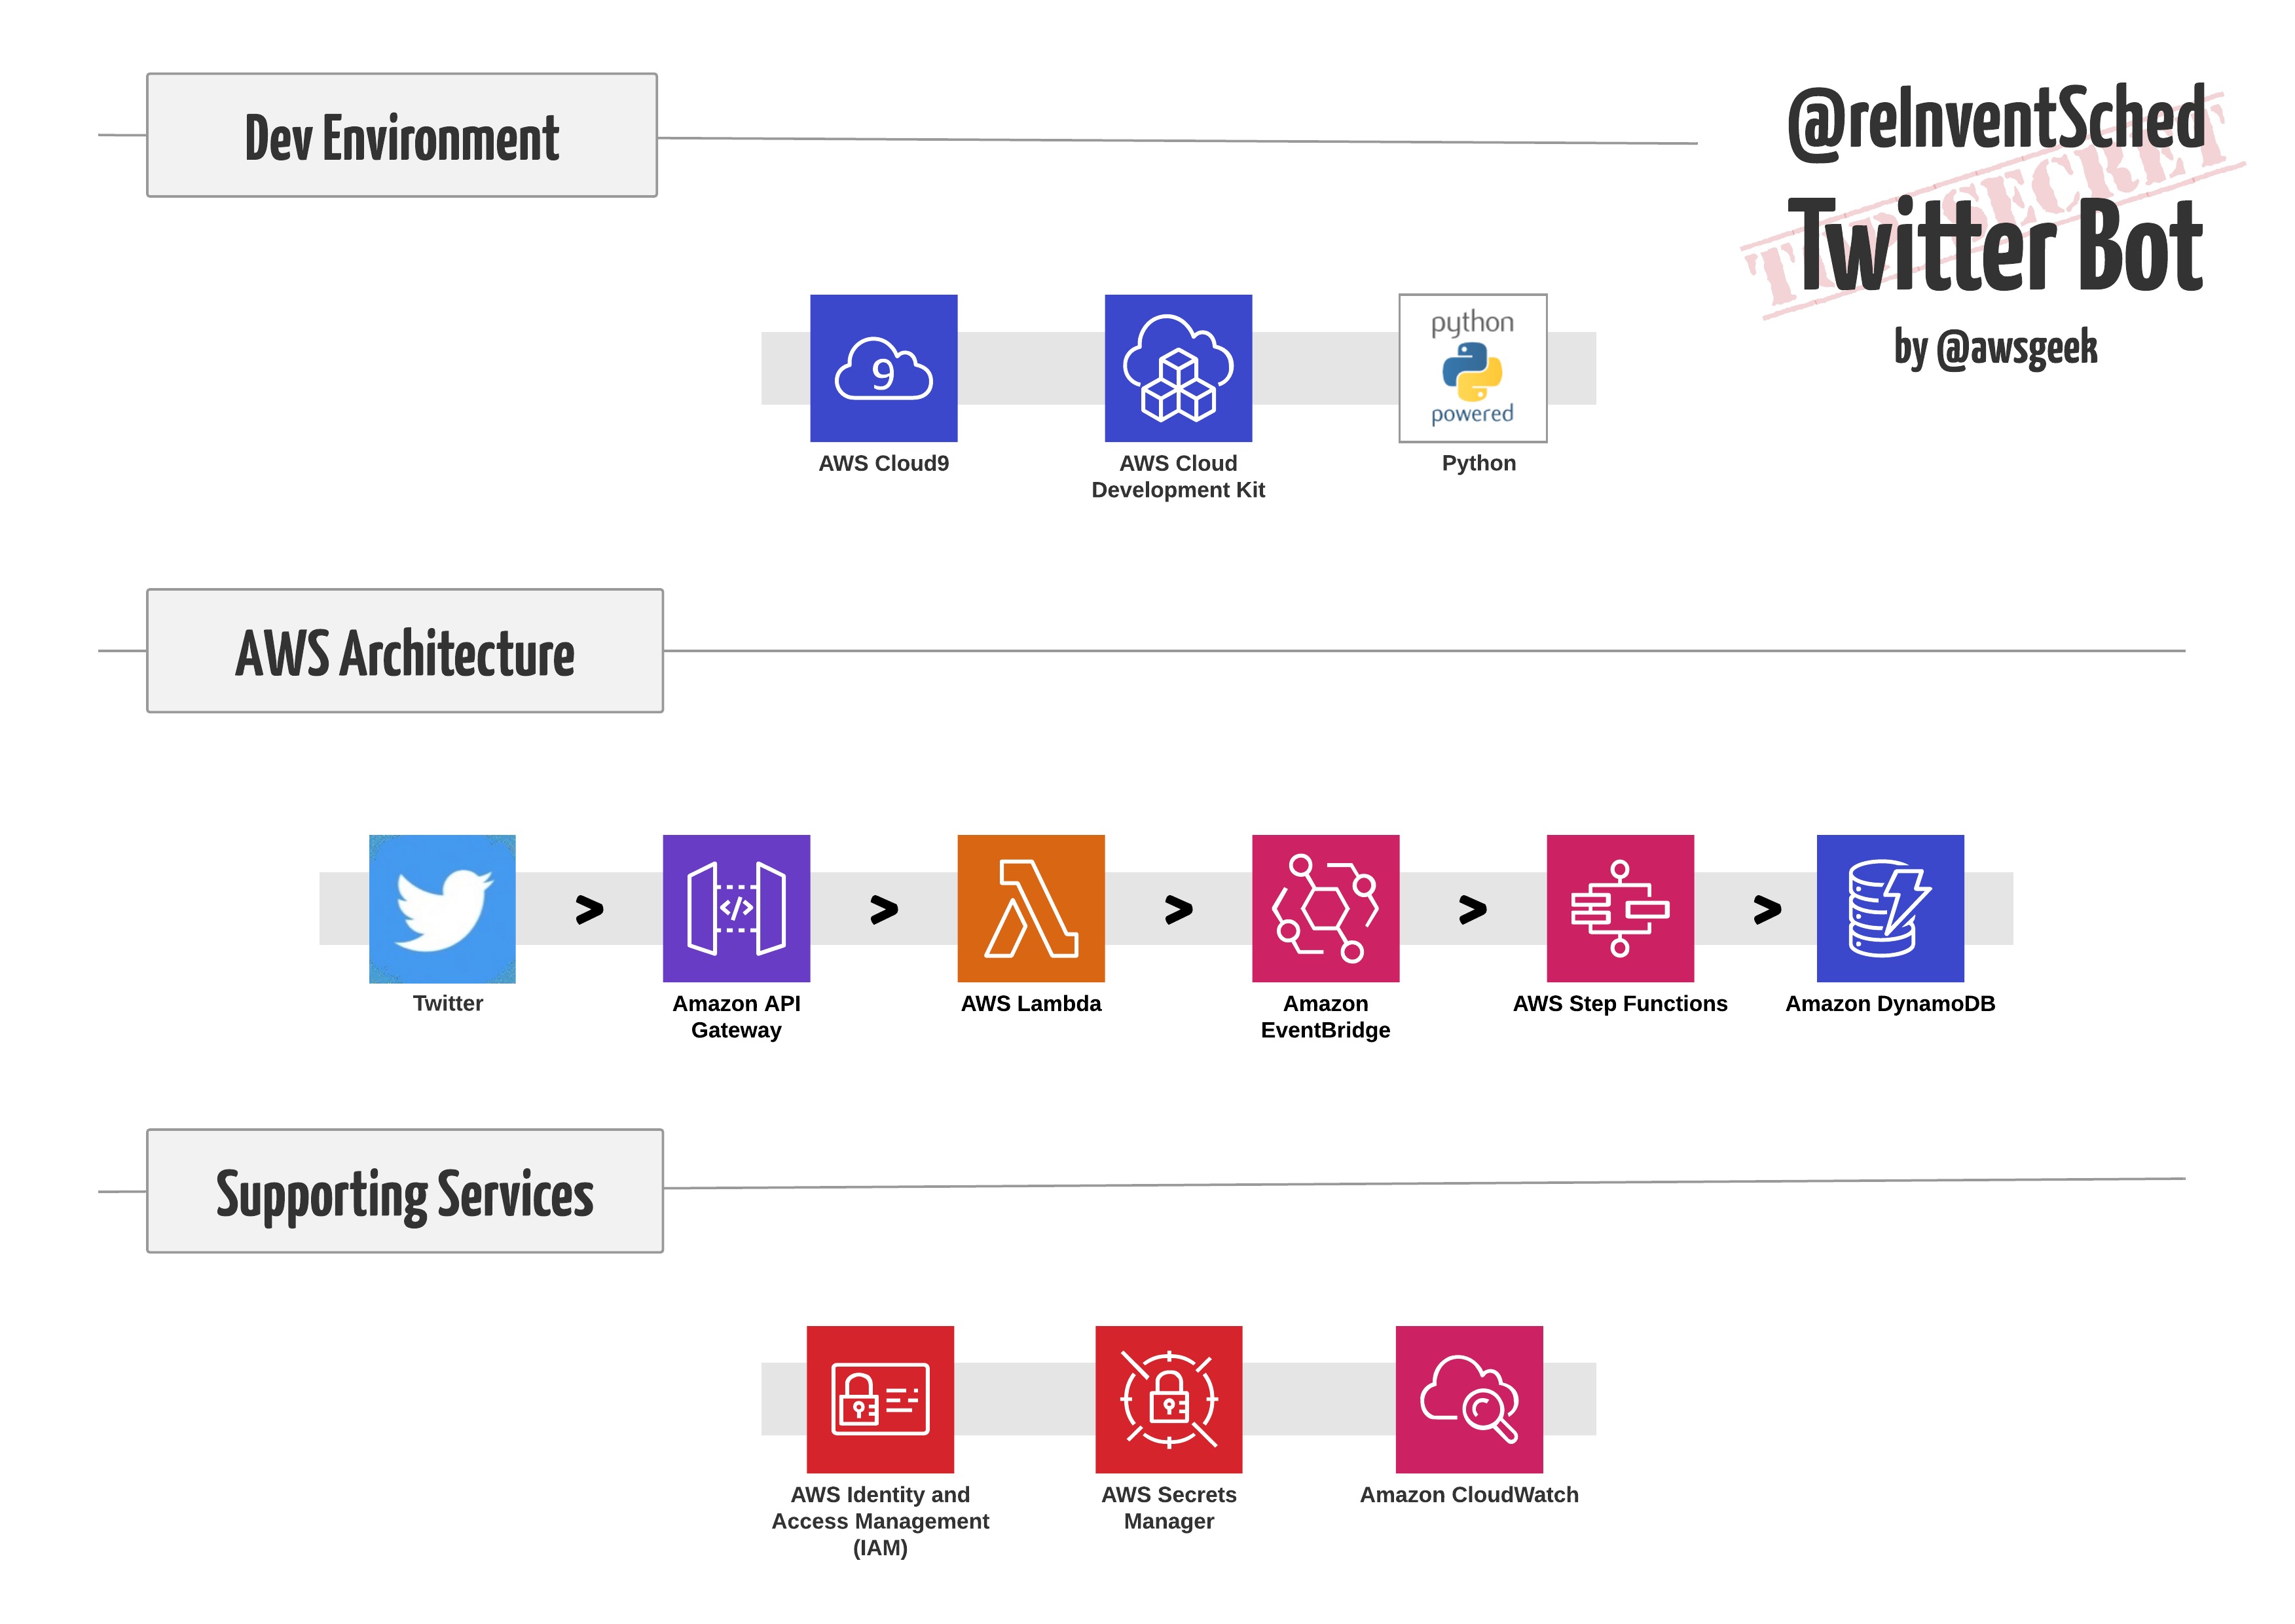 Dev Environment
@reInventSched
TOP SECRET
Twitter Bot
by @awsgeek
9
python
powered
AWS Cloud9
AWS Cloud
Development Kit
Python
AWS Architecture
>
>
>
>
>
</>
Twitter
Amazon API
Gateway
AWS Lambda
Amazon
EventBridge
AWS Step Functions
Amazon DynamoDB
Supporting Services
AWS Identity and
Access Management
(IAM)
AWS Secrets
Manager
Amazon CloudWatch